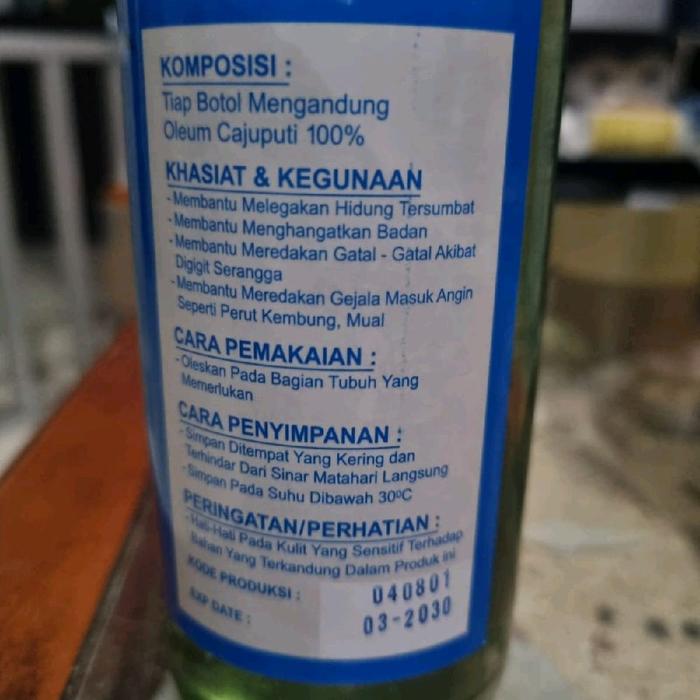 KOMPOSISI :
Tiap Botol Mengandung
Oleum Cajuputi 100%
KHASIAT & KEGUNAAN
-Membantu Melegakan Hidung Tersumbat
-Membantu Menghangatkan Badan
-Membantu Meredakan Gatal - Gatal Akibat
Digigit Serangga
-Membantu Meredakan Gejala Masuk Angin
Seperti Perut Kembung, Mual
CARA PEMAKAIAN :
-Oleskan Pada Bagian Tubuh Yang
Memerlukan
CARA PENYIMPANAN :
-Simpan Ditempat Yang Kering dan
Terhindar Dari Sinar Matahari Langsung
-Simpan Pada Suhu Dibawah 30ºC
PERINGATAN/PERHATIAN :
-Hati-Hati Pada Kulit Yang Sensitif Terhadap
Bahan Yang Terkandung Dalam Produk ini
KODE PRODUKSI : 040801
EXP DATE : 03-2030